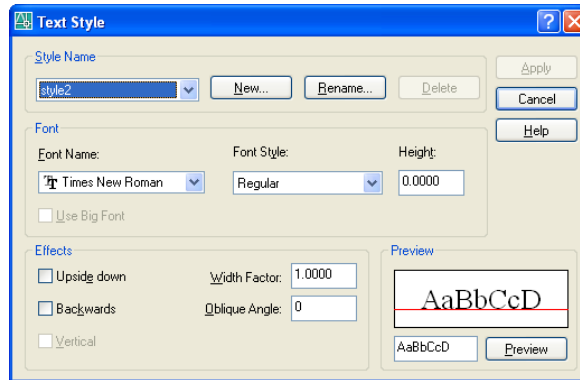 Text Style
Style Name
style2 New... Rename... Delete
Apply
Cancel
Help
Font
Font Name: Font Style: Height:
Times New Roman Regular 0.0000
Use Big Font
Effects
Upside down Width Factor: 1.0000
Backwards Oblique Angle: 0
Vertical
Preview
AaBbCcD
AaBbCcD Preview